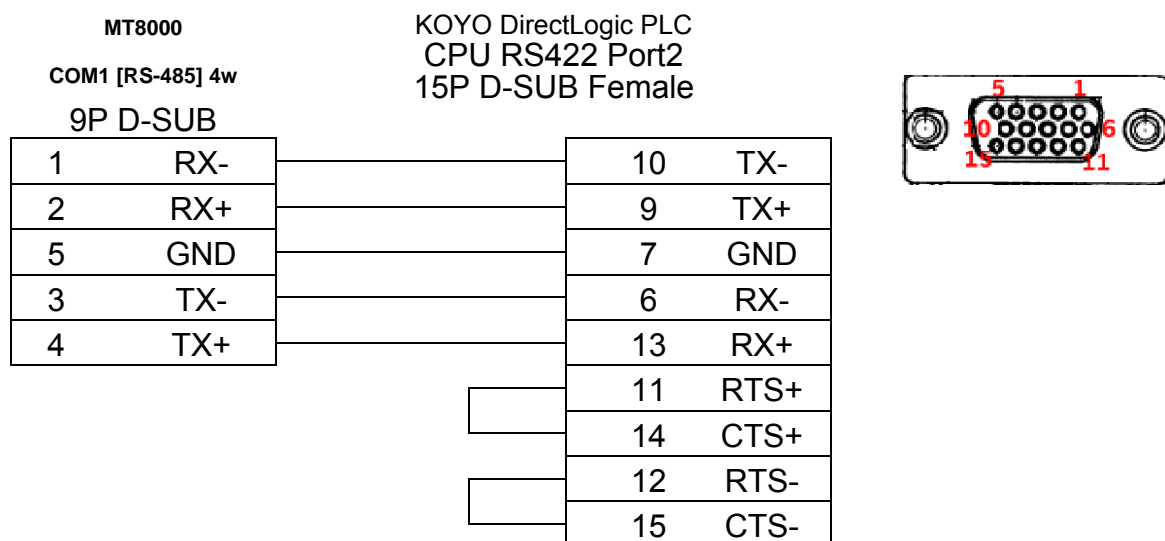 MT8000
COM1 [RS-485] 4w
9P D-SUB
KOYO DirectLogic PLC
CPU RS422 Port2
15P D-SUB Female
1 RX- 10 TX-
2 RX+ 9 TX+
5 GND 7 GND
3 TX- 6 RX-
4 TX+ 13 RX+
11 RTS+
14 CTS+
12 RTS-
15 CTS-
5 1
10 6
15 11